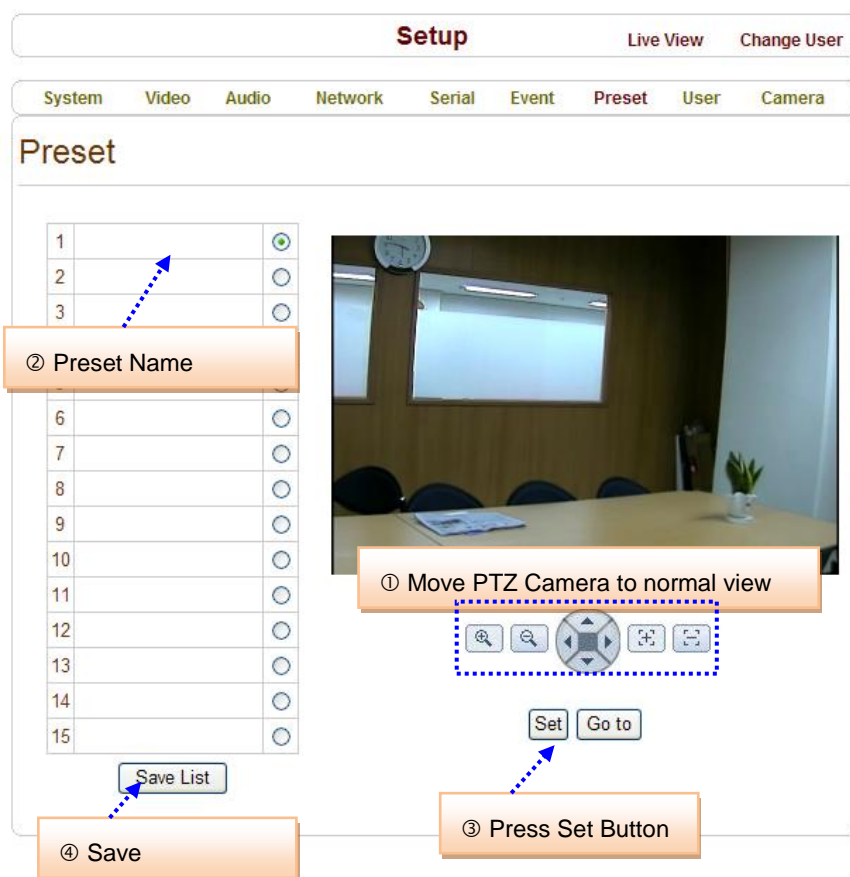 Setup Live View Change User
System Video Audio Network Serial Event Preset User Camera
Preset
1
2
3
② Preset Name
6
7
8
9
10
11
12
13
14
15
Save List
① Move PTZ Camera to normal view
Set Go to
③ Press Set Button
④ Save